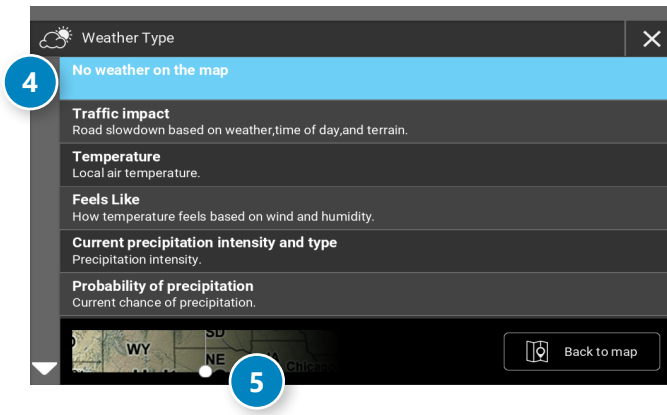 Weather Type
4
No weather on the map
Traffic impact
Road slowdown based on weather,time of day,and terrain.
Temperature
Local air temperature.
Feels Like
How temperature feels based on wind and humidity.
Current precipitation intensity and type
Precipitation intensity.
Probability of precipitation
Current chance of precipitation.
SD
WY
NE
IA
Chicago
Back to map
5